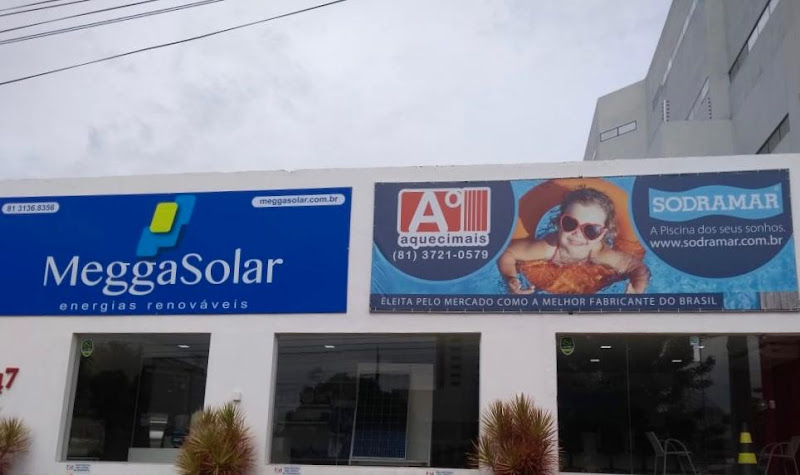 81 3136.8356
meggasolar.com.br
MeggaSolar
energias renováveis
Aº
aquecimais
(81) 3721-0579
SODRAMAR
A Piscina dos seus sonhos.
www.sodramar.com.br
ELEITA PELO MERCADO COMO A MELHOR FABRICANTE DO BRASIL